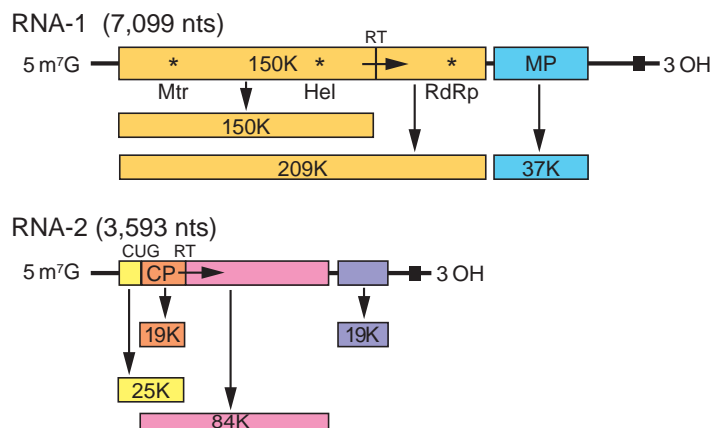 RNA-1 (7,099 nts)
RT
5 m⁷G * 150K * * MP 3 OH
Mtr Hel RdRp
150K
209K 37K
RNA-2 (3,593 nts)
CUG RT
5 m⁷G CP 3 OH
19K 19K
25K
84K